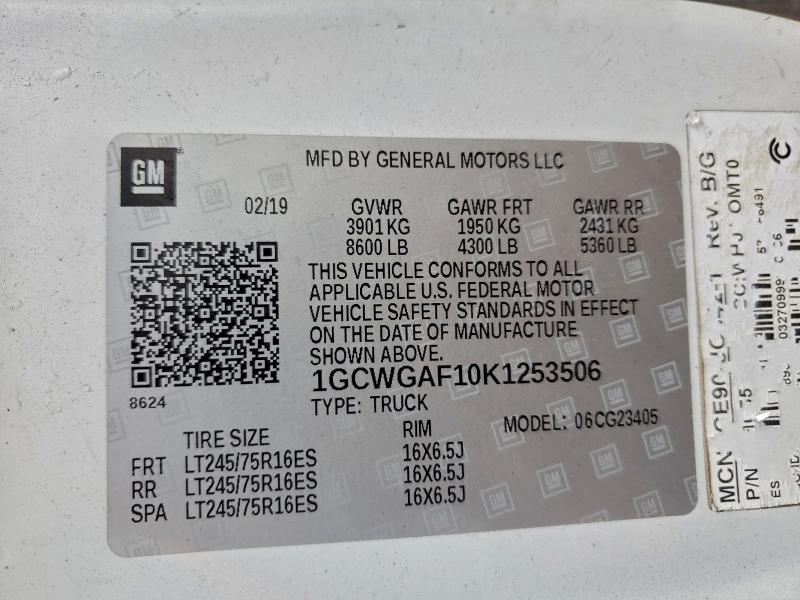 GM
MFD BY GENERAL MOTORS LLC
02/19
GVWR GAWR FRT GAWR RR
3901 KG 1950 KG 2431 KG
8600 LB 4300 LB 5360 LB
THIS VEHICLE CONFORMS TO ALL
APPLICABLE U.S. FEDERAL MOTOR
VEHICLE SAFETY STANDARDS IN EFFECT
ON THE DATE OF MANUFACTURE
SHOWN ABOVE.
8624
1GCWGAF10K1253506
TYPE: TRUCK
MODEL: 06CG23405
TIRE SIZE RIM
FRT LT245/75R16ES 16X6.5J
RR LT245/75R16ES 16X6.5J
SPA LT245/75R16ES 16X6.5J
MCN Rev. B/G
P/N
ES
03270999